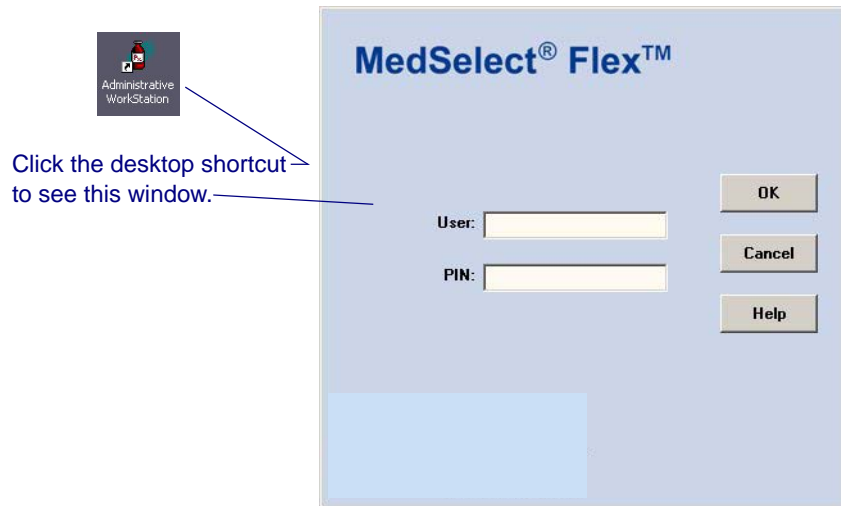 MedSelect® Flex™
Administrative
WorkStation
Click the desktop shortcut
to see this window.
OK
User:
Cancel
PIN:
Help